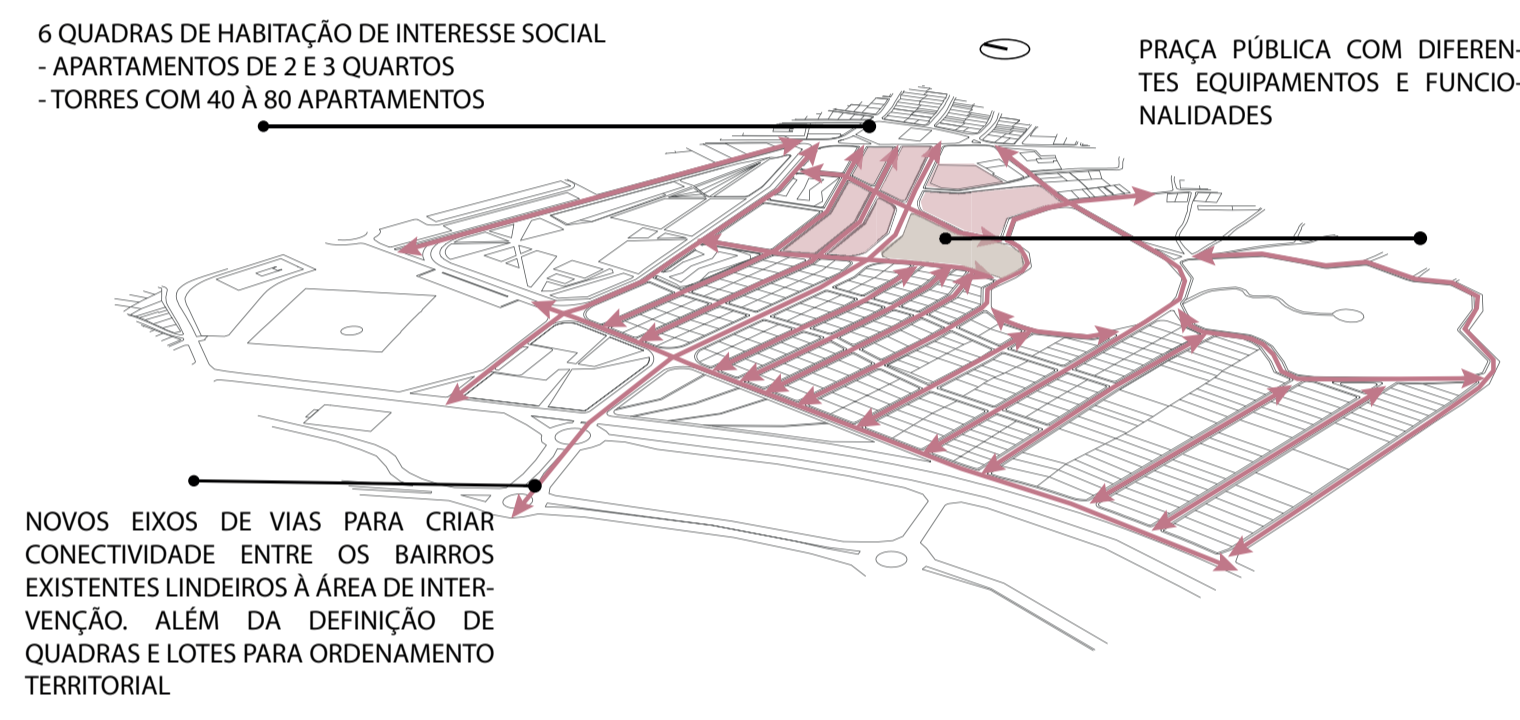 6 QUADRAS DE HABITAÇÃO DE INTERESSE SOCIAL
- APARTAMENTOS DE 2 E 3 QUARTOS
- TORRES COM 40 À 80 APARTAMENTOS
PRAÇA PÚBLICA COM DIFEREN-
TES EQUIPAMENTOS E FUNCIO-
NALIDADES
NOVOS EIXOS DE VIAS PARA CRIAR
CONECTIVIDADE ENTRE OS BAIRROS
EXISTENTES LINDEIROS À ÁREA DE INTER-
VENÇÃO. ALÉM DA DEFINIÇÃO DE
QUADRAS E LOTES PARA ORDENAMENTO
TERRITORIAL